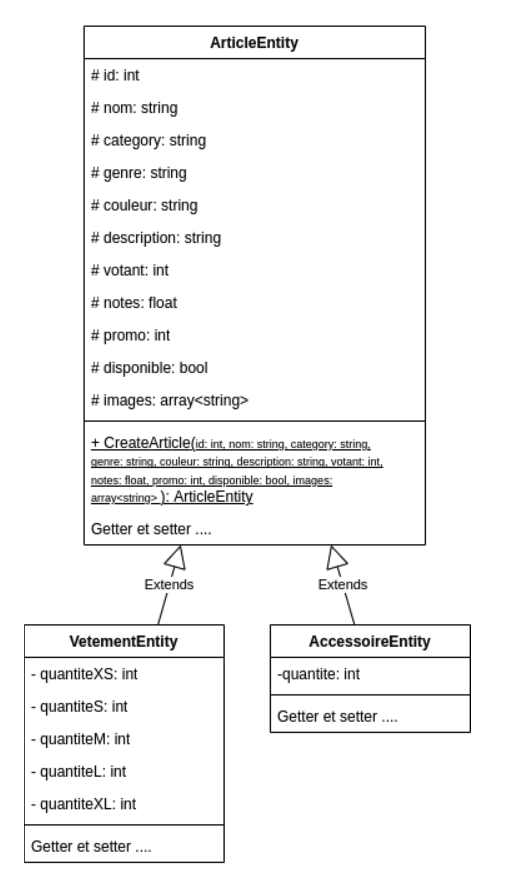 ArticleEntity
# id: int
# nom: string
# category: string
# genre: string
# couleur: string
# description: string
# votant: int
# notes: float
# promo: int
# disponible: bool
# images: array<string>
+ CreateArticle(id: int, nom: string, category: string,
genre: string, couleur: string, description: string, votant: int,
notes: float, promo: int, disponible: bool, images:
array<string> ): ArticleEntity
Getter et setter ....
Extends
Extends
VetementEntity
- quantiteXS: int
- quantiteS: int
- quantiteM: int
- quantiteL: int
- quantiteXL: int
Getter et setter ....
AccessoireEntity
-quantite: int
Getter et setter ....